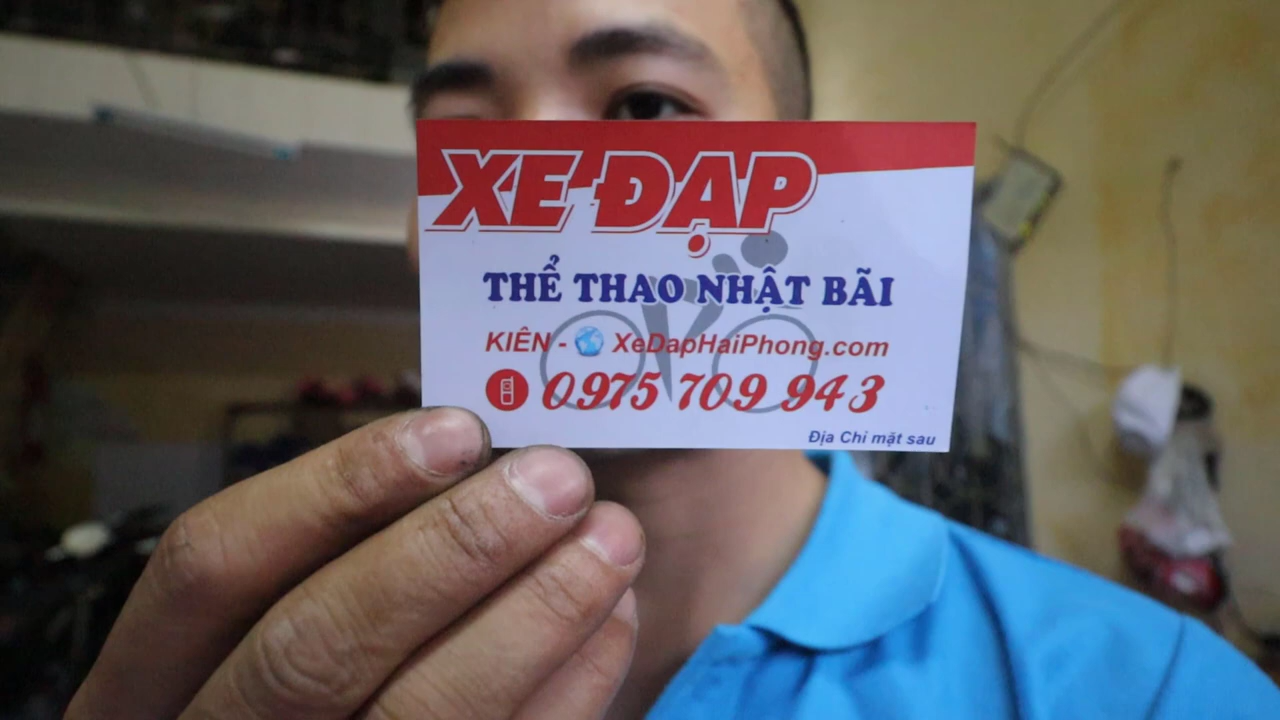 XE ĐẠP
THỂ THAO NHẬT BÃI
KIÊN - XeDapHaiPhong.com
0975 709 943
Địa Chỉ mặt sau